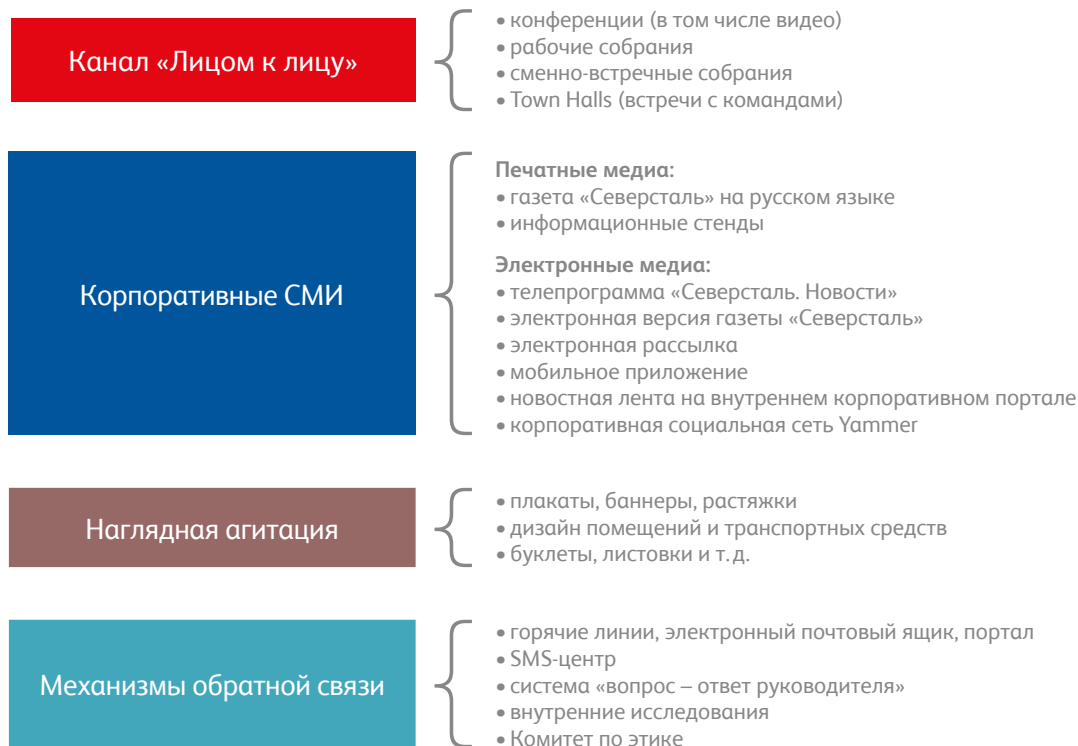 Канал «Лицом к лицу»
• конференции (в том числе видео)
• рабочие собрания
• сменно-встречные собрания
• Town Halls (встречи с командами)
Корпоративные СМИ
Печатные медиа:
• газета «Северсталь» на русском языке
• информационные стенды
Электронные медиа:
• телепрограмма «Северсталь. Новости»
• электронная версия газеты «Северсталь»
• электронная рассылка
• мобильное приложение
• новостная лента на внутреннем корпоративном портале
• корпоративная социальная сеть Yammer
Наглядная агитация
• плакаты, баннеры, растяжки
• дизайн помещений и транспортных средств
• буклеты, листовки и т. д.
Механизмы обратной связи
• горячие линии, электронный почтовый ящик, портал
• SMS-центр
• система «вопрос – ответ руководителя»
• внутренние исследования
• Комитет по этике